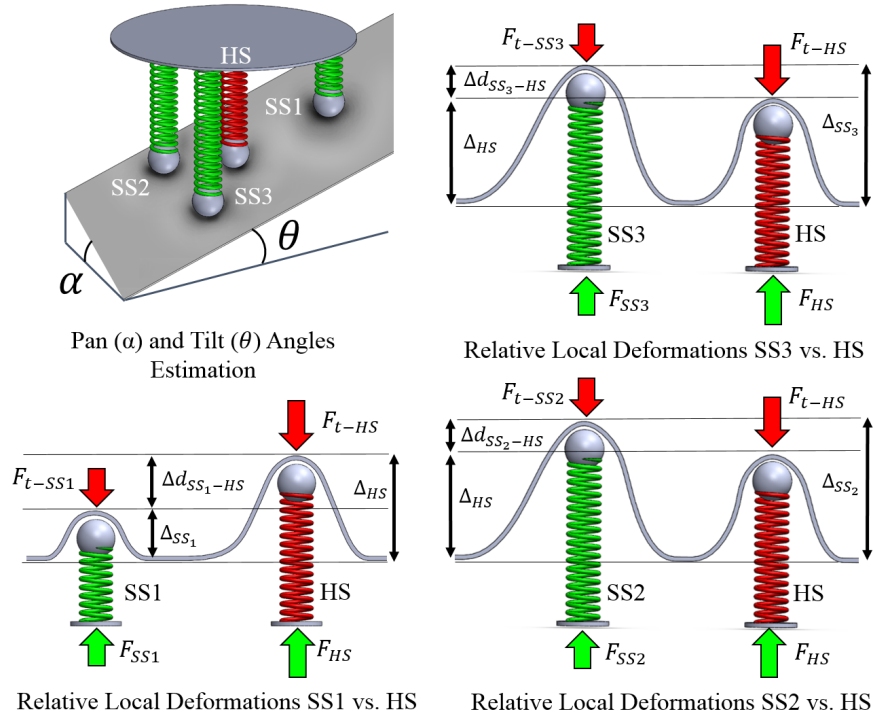 HS
SS1
SS2
SS3
θ
α
Pan (α) and Tilt (θ) Angles
Estimation
F_{t−SS3}
F_{t−HS}
Δd_{SS₃−HS}
Δ_{HS}
Δ_{SS₃}
SS3
HS
F_{SS3}
F_{HS}
Relative Local Deformations SS3 vs. HS
F_{t−HS}
F_{t−SS1}
Δd_{SS₁−HS}
Δ_{HS}
Δ_{SS₁}
SS1
HS
F_{SS1}
F_{HS}
Relative Local Deformations SS1 vs. HS
F_{t−SS2}
F_{t−HS}
Δd_{SS₂−HS}
Δ_{HS}
Δ_{SS₂}
SS2
HS
F_{SS2}
F_{HS}
Relative Local Deformations SS2 vs. HS